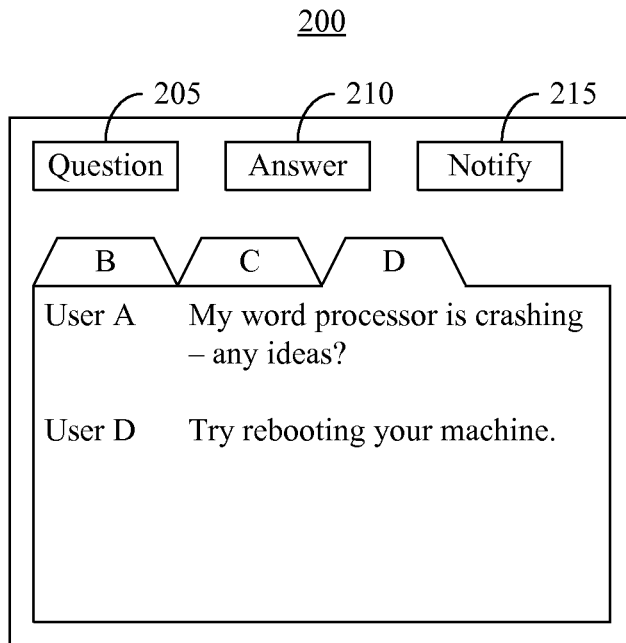 200
205 210 215
Question Answer Notify
B C D
User A My word processor is crashing
– any ideas?
User D Try rebooting your machine.